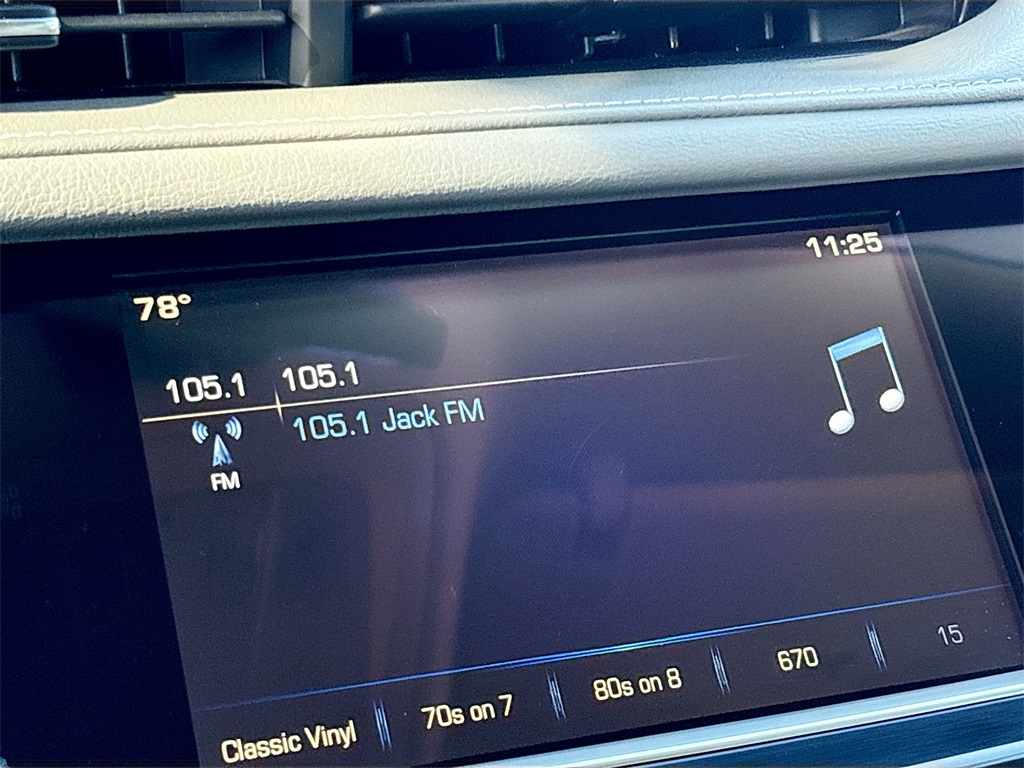 78°
11:25
105.1
105.1
105.1 Jack FM
FM
Classic Vinyl
70s on 7
80s on 8
670
15